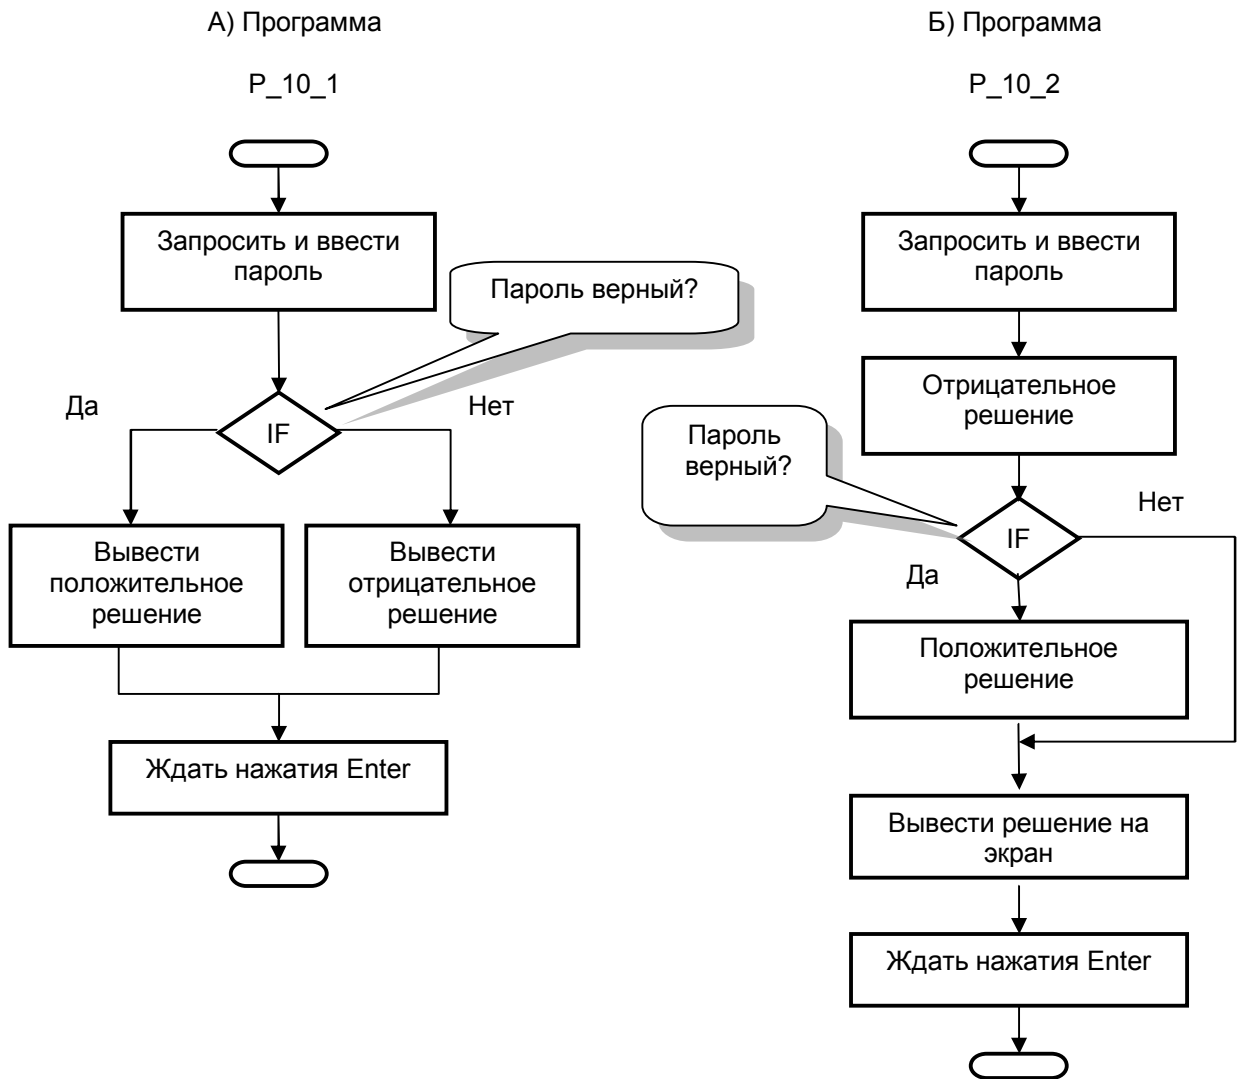 А) Программа
P_10_1
Запросить и ввести
пароль
Пароль верный?
Да
Нет
IF
Вывести
положительное
решение
Вывести
отрицательное
решение
Ждать нажатия Enter
Б) Программа
P_10_2
Запросить и ввести
пароль
Отрицательное
решение
Пароль
верный?
Нет
IF
Да
Положительное
решение
Вывести решение на
экран
Ждать нажатия Enter